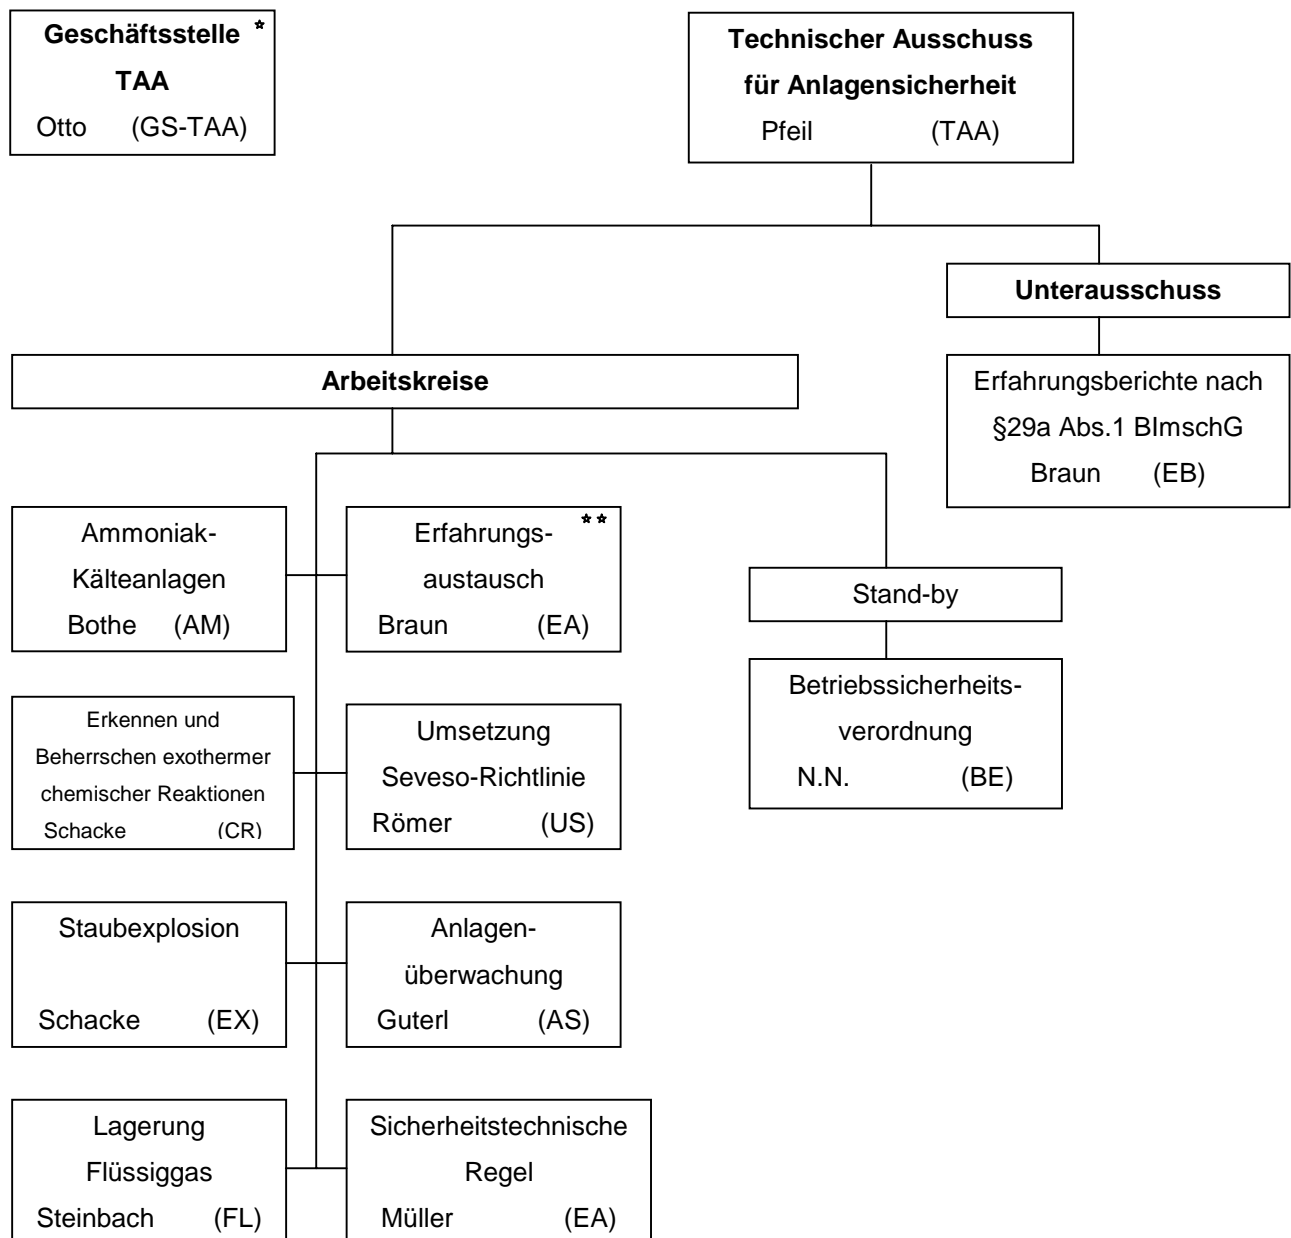 Geschäftsstelle *
TAA
Otto (GS-TAA)
Technischer Ausschuss
für Anlagensicherheit
Pfeil (TAA)
Unterausschuss
Erfahrungsberichte nach
§29a Abs.1 BImschG
Braun (EB)
Arbeitskreise
Ammoniak-
Kälteanlagen
Bothe (AM)
Erfahrungs- **
austausch
Braun (EA)
Stand-by
Betriebssicherheits-
verordnung
N.N. (BE)
Erkennen und
Beherrschen exothermer
chemischer Reaktionen
Schacke (CR)
Umsetzung
Seveso-Richtlinie
Römer (US)
Staubexplosion
Schacke (EX)
Anlagen-
überwachung
Guterl (AS)
Lagerung
Flüssiggas
Steinbach (FL)
Sicherheitstechnische
Regel
Müller (EA)